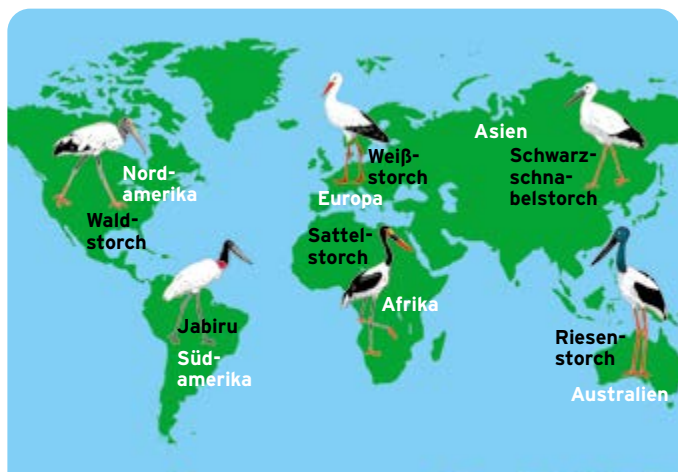 Nord-
amerika
Wald-
storch
Jabiru
Süd-
amerika
Weiß-
storch
Europa
Sattel-
storch
Afrika
Asien
Schwarz-
schna-
belstorch
Riesen-
storch
Australien